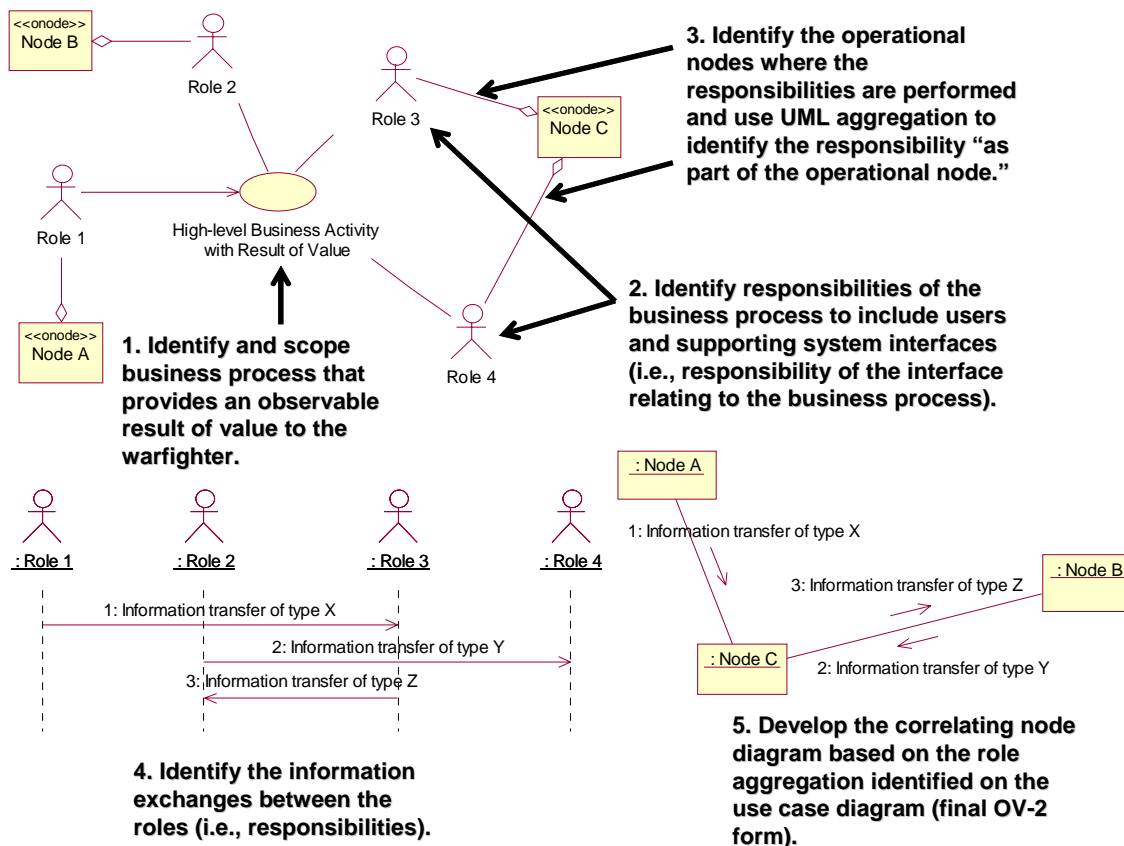 <<onode>>
Node B
Role 2
Role 3
<<onode>>
Node C
3. Identify the operational
nodes where the
responsibilities are performed
and use UML aggregation to
identify the responsibility “as
part of the operational node.”
Role 1
High-level Business Activity
with Result of Value
<<onode>>
Node A
Role 4
1. Identify and scope
business process that
provides an observable
result of value to the
warfighter.
2. Identify responsibilities of the
business process to include users
and supporting system interfaces
(i.e., responsibility of the interface
relating to the business process).
: Role 1
: Role 2
: Role 3
: Role 4
1: Information transfer of type X
2: Information transfer of type Y
3: Information transfer of type Z
4. Identify the information
exchanges between the
roles (i.e., responsibilities).
: Node A
1: Information transfer of type X
: Node B
3: Information transfer of type Z
: Node C
2: Information transfer of type Y
5. Develop the correlating node
diagram based on the role
aggregation identified on the
use case diagram (final OV-2
form).